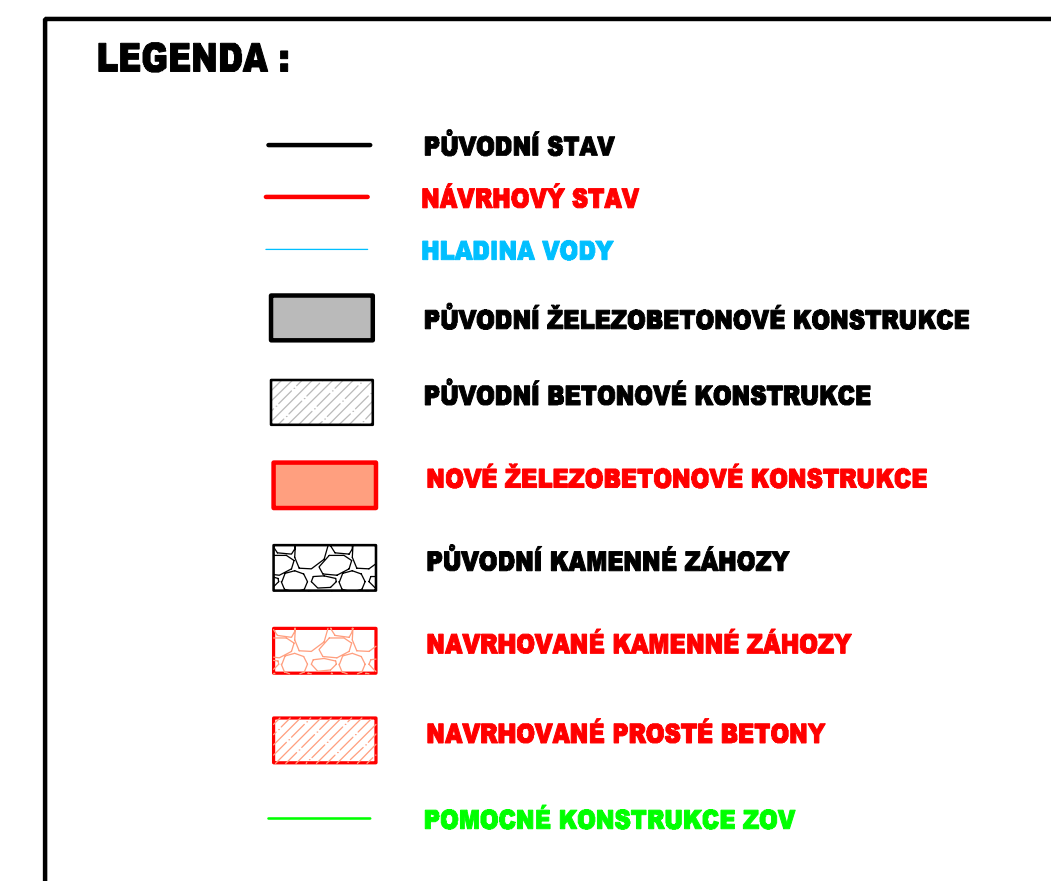 LEGENDA :
PŮVODNÍ STAV
NÁVRHOVÝ STAV
HLADINA VODY
PŮVODNÍ ŽELEZOBETONOVÉ KONSTRUKCE
PŮVODNÍ BETONOVÉ KONSTRUKCE
NOVÉ ŽELEZOBETONOVÉ KONSTRUKCE
PŮVODNÍ KAMENNÉ ZÁHOZY
NAVRHOVANÉ KAMENNÉ ZÁHOZY
NAVRHOVANÉ PROSTÉ BETONY
POMOCNÉ KONSTRUKCE ZOV